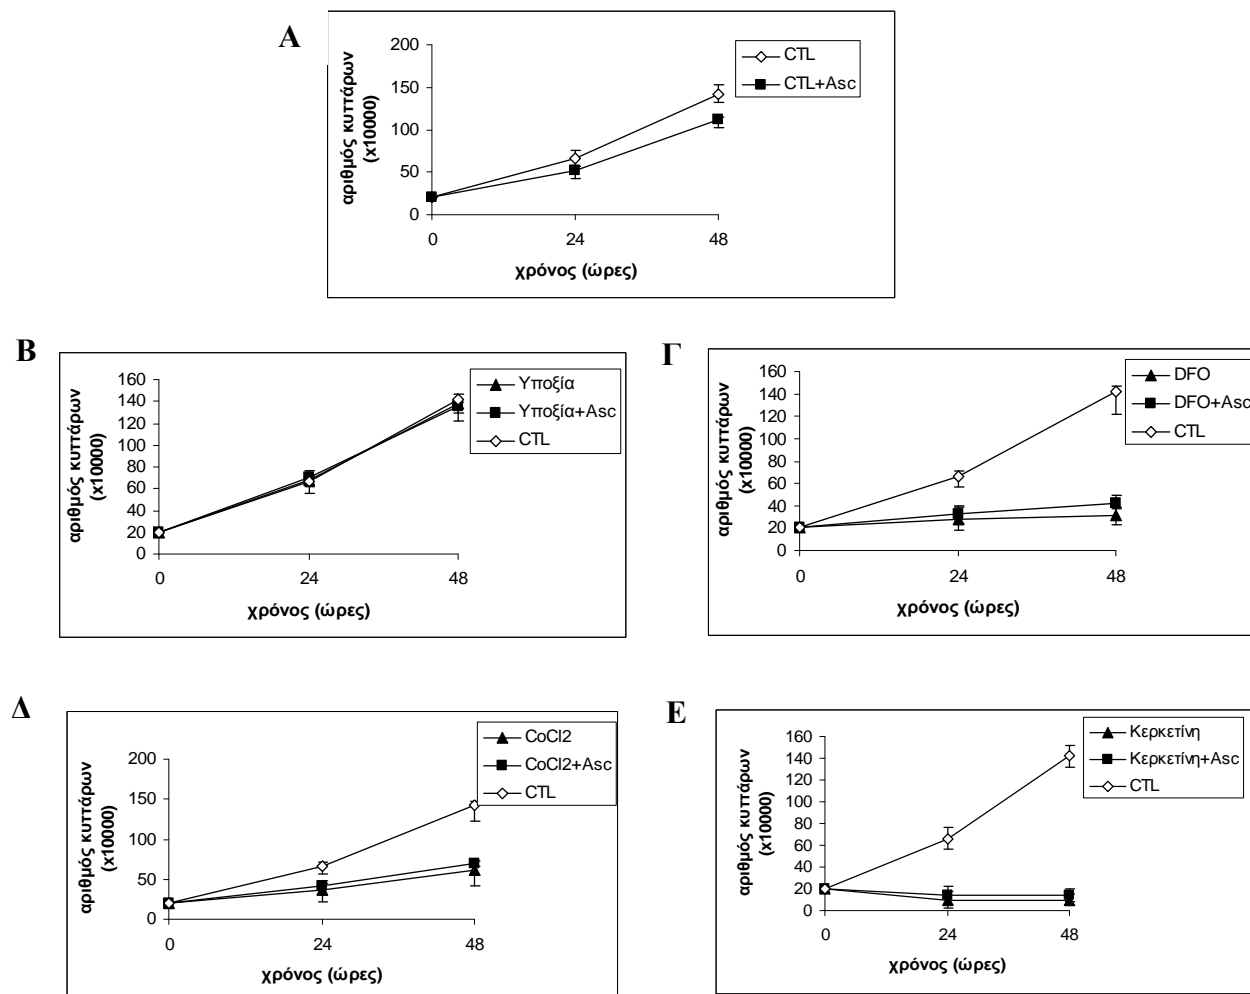 Α
αριθμός κυττάρων
(x10000)
200
150
100
50
0
0 24 48
χρόνος (ώρες)
CTL
CTL+Asc
Β
αριθμός κυττάρων
(x10000)
160
140
120
100
80
60
40
20
0
0 24 48
χρόνος (ώρες)
Υποξία
Υποξία+Asc
CTL
Γ
αριθμός κυττάρων
(x10000)
160
140
120
100
80
60
40
20
0
0 24 48
χρόνος (ώρες)
DFO
DFO+Asc
CTL
Δ
αριθμός κυττάρων
(x10000)
200
150
100
50
0
0 24 48
χρόνος (ώρες)
CoCl2
CoCl2+Asc
CTL
Ε
αριθμός κυττάρων
(x10000)
160
140
120
100
80
60
40
20
0
0 24 48
χρόνος (ώρες)
Κερκετίνη
Κερκετίνη+Asc
CTL